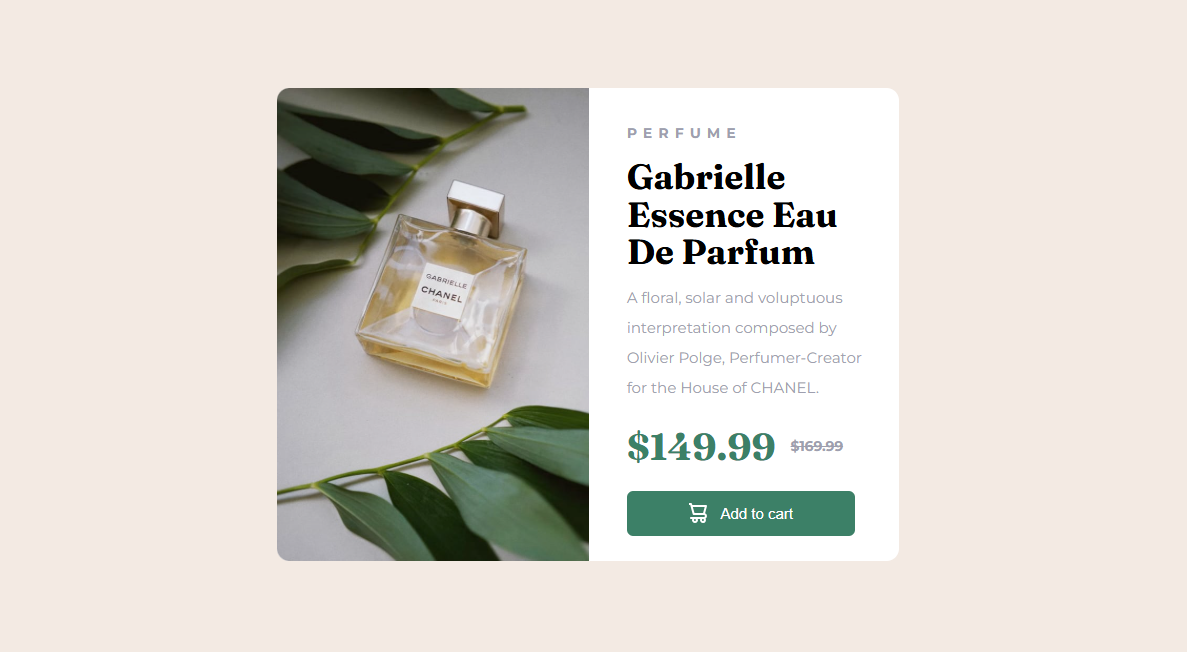 GABRIELLE
CHANEL
PARIS
PERFUME
Gabrielle
Essence Eau
De Parfum
A floral, solar and voluptuous
interpretation composed by
Olivier Polge, Perfumer-Creator
for the House of CHANEL.
$149.99 $169.99
Add to cart